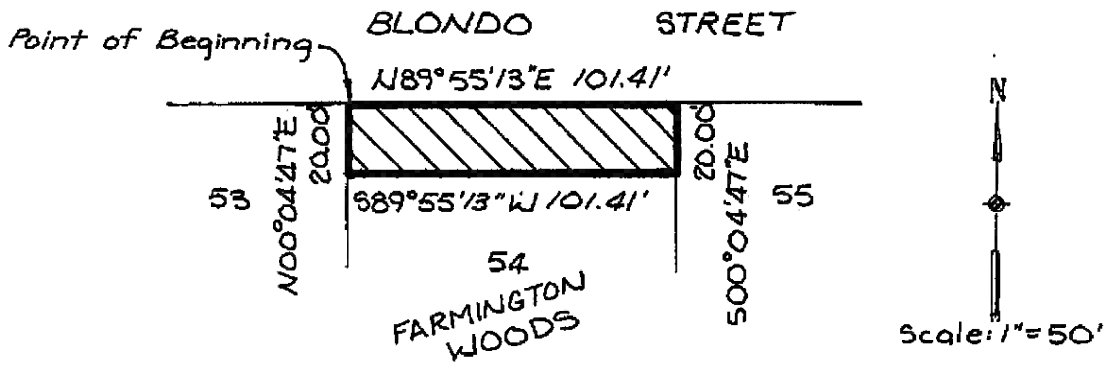 BLONDO STREET
Point of Beginning
N89°55'13"E 101.41'
N00°04'47"E
20.00'
20.00'
S00°04'47"E
53
S89°55'13"W 101.41'
55
54
FARMINGTON
WOODS
N
Scale: 1"=50'